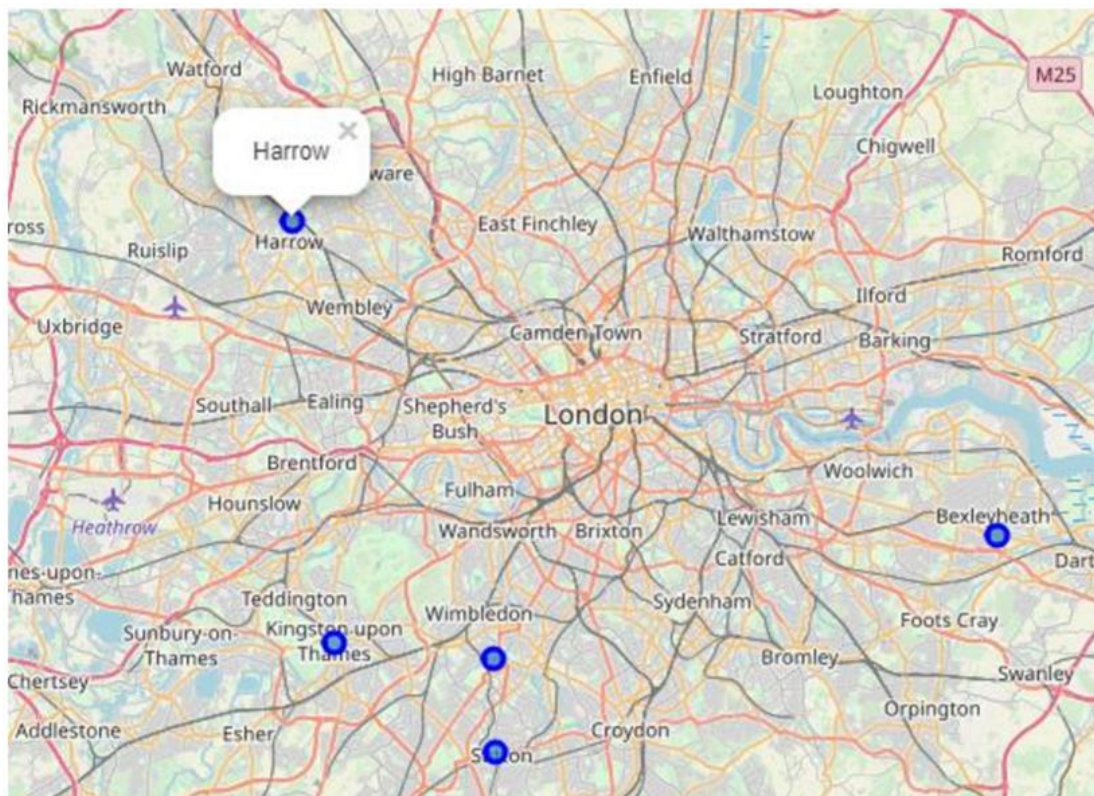 Watford
High Barnet
Enfield
M25
Rickmansworth
Loughton
Chigwell
Harrow
×
ware
ross
East Finchley
Walthamstow
Harrow
Ruislip
Romford
Wembley
Ilford
Uxbridge
Camden Town
Stratford
Barking
Southall
Ealing
Shepherd's
Bush
London
Brentford
Woolwich
Hounslow
Fulham
Heathrow
Wandsworth
Brixton
Lewisham
Bexleyheath
Catford
Dart
nes-upon-
Thames
Teddington
Wimbledon
Sydenham
Foots Cray
Sunbury-on-
Thames
Kingston upon
Thames
Bromley
Swanley
Chertsey
Orpington
Addlestone
Esher
Croydon